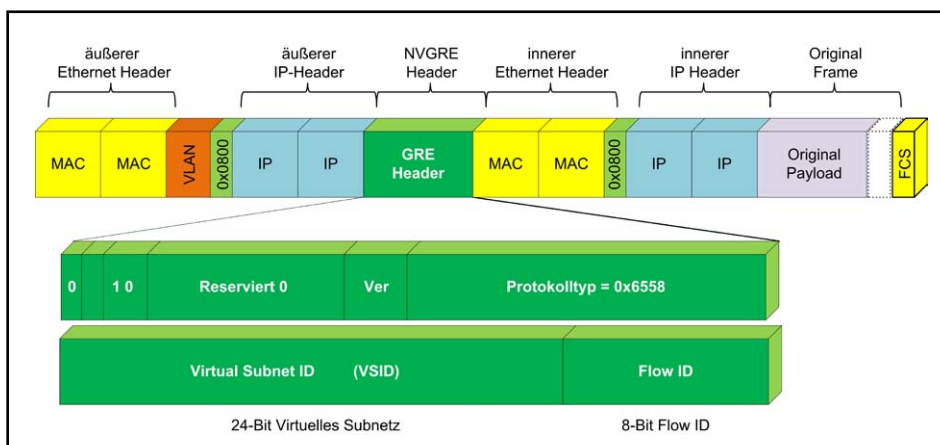 äußerer
Ethernet Header
äußerer
IP-Header
NVGRE
Header
innerer
Ethernet Header
innerer
IP Header
Original
Frame
MAC
MAC
VLAN
0x0800
IP
IP
GRE
Header
MAC
MAC
0x0800
IP
IP
Original
Payload
FCS
0
1 0
Reserviert 0
Ver
Protokolltyp = 0x6558
Virtual Subnet ID (VSID)
Flow ID
24-Bit Virtuelles Subnetz
8-Bit Flow ID